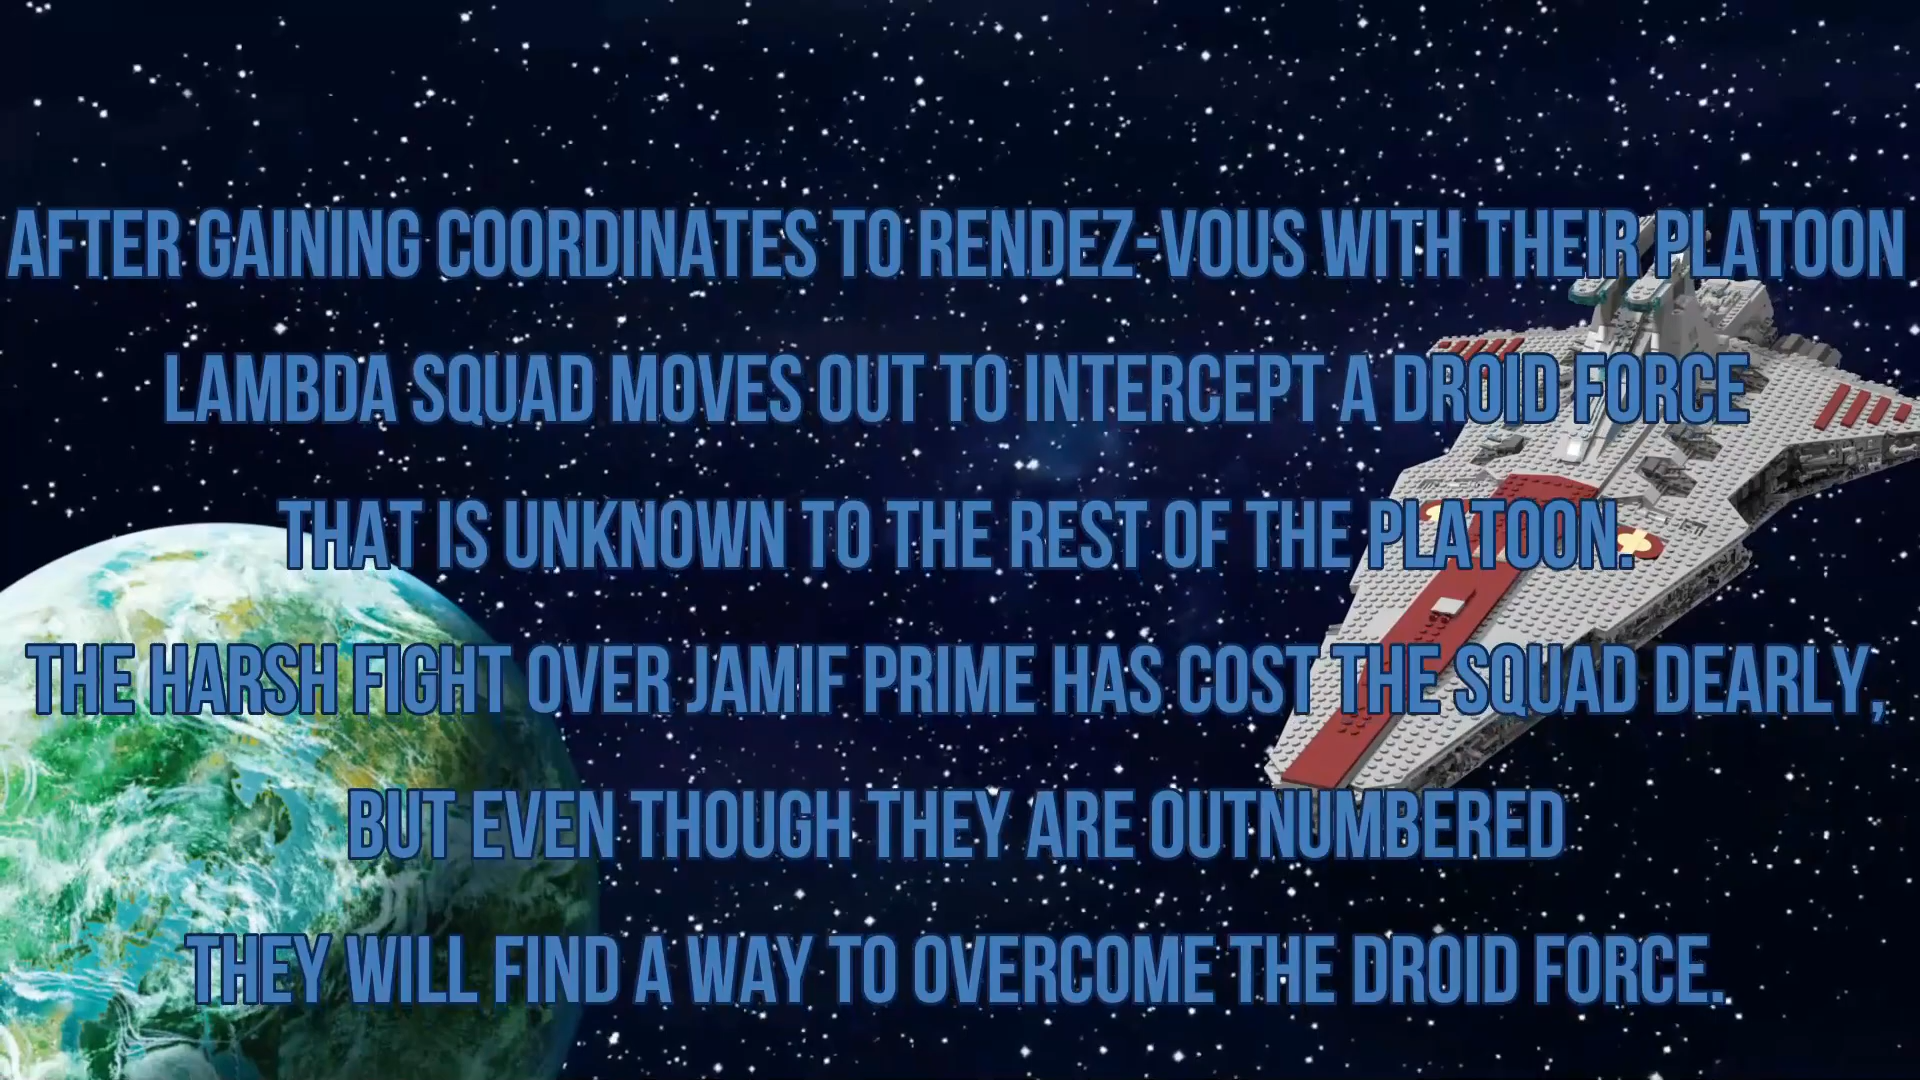 AFTER GAINING COORDINATES TO RENDEZ-VOUS WITH THEIR PLATOON
LAMBDA SQUAD MOVES OUT TO INTERCEPT A DROID FORCE
THAT IS UNKNOWN TO THE REST OF THE PLATOON.
THE HARSH FIGHT OVER JAMIF PRIME HAS COST THE SQUAD DEARLY,
BUT EVEN THOUGH THEY ARE OUTNUMBERED
THEY WILL FIND A WAY TO OVERCOME THE DROID FORCE.